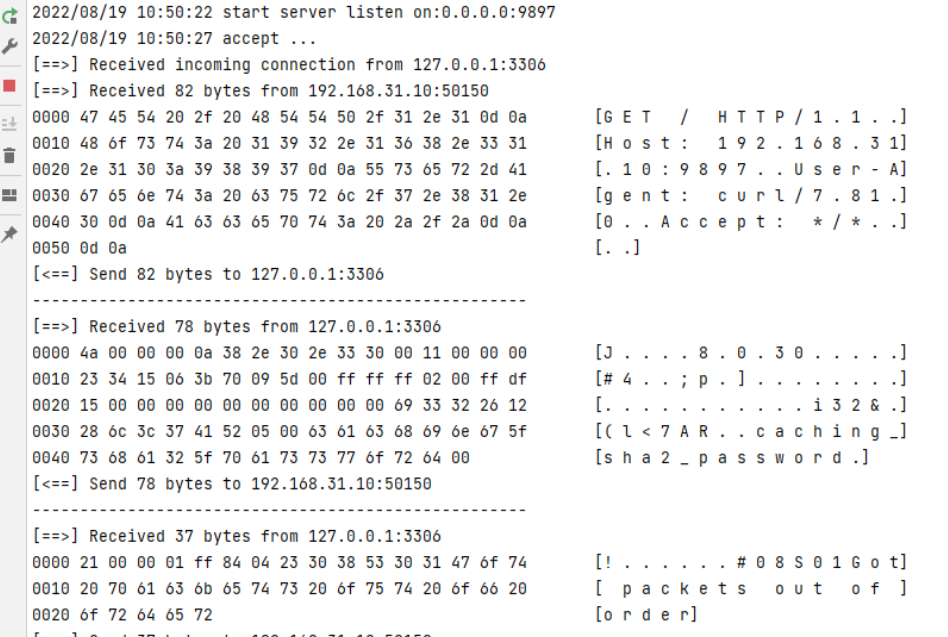 2022/08/19 10:50:22 start server listen on:0.0.0.0:9897
2022/08/19 10:50:27 accept ...
[==>] Received incoming connection from 127.0.0.1:3306
[==>] Received 82 bytes from 192.168.31.10:50150
0000 47 45 54 20 2f 20 48 54 54 50 2f 31 2e 31 0d 0a [G E T   /   H T T P / 1 . 1 . .]
0010 48 6f 73 74 3a 20 31 39 32 2e 31 36 38 2e 33 31 [H o s t :   1 9 2 . 1 6 8 . 3 1]
0020 2e 31 30 3a 39 38 39 37 0d 0a 55 73 65 72 2d 41 [. 1 0 : 9 8 9 7 . . U s e r - A]
0030 67 65 6e 74 3a 20 63 75 72 6c 2f 37 2e 38 31 2e [g e n t :   c u r l / 7 . 8 1 .]
0040 30 0d 0a 41 63 63 65 70 74 3a 20 2a 2f 2a 0d 0a [0 . . A c c e p t :   * / * . .]
0050 0d 0a [. .]
[<==] Send 82 bytes to 127.0.0.1:3306
----------------------------------------------------
[==>] Received 78 bytes from 127.0.0.1:3306
0000 4a 00 00 00 0a 38 2e 30 2e 33 30 00 11 00 00 00 [J . . . . 8 . 0 . 3 0 . . . . .]
0010 23 34 15 06 3b 70 09 5d 00 ff ff ff 02 00 ff df [# 4 . . ; p . ] . . . . . . . .]
0020 15 00 00 00 00 00 00 00 00 00 00 69 33 32 26 12 [. . . . . . . . . . . i 3 2 & .]
0030 28 6c 3c 37 41 52 05 00 63 61 63 68 69 6e 67 5f [( l < 7 A R . . c a c h i n g _]
0040 73 68 61 32 5f 70 61 73 73 77 6f 72 64 00 [s h a 2 _ p a s s w o r d .]
[<==] Send 78 bytes to 192.168.31.10:50150
----------------------------------------------------
[==>] Received 37 bytes from 127.0.0.1:3306
0000 21 00 00 01 ff 84 04 23 30 38 53 30 31 47 6f 74 [! . . . . . . # 0 8 S 0 1 G o t]
0010 20 70 61 63 6b 65 74 73 20 6f 75 74 20 6f 66 20 [  p a c k e t s   o u t   o f  ]
0020 6f 72 64 65 72 [o r d e r]